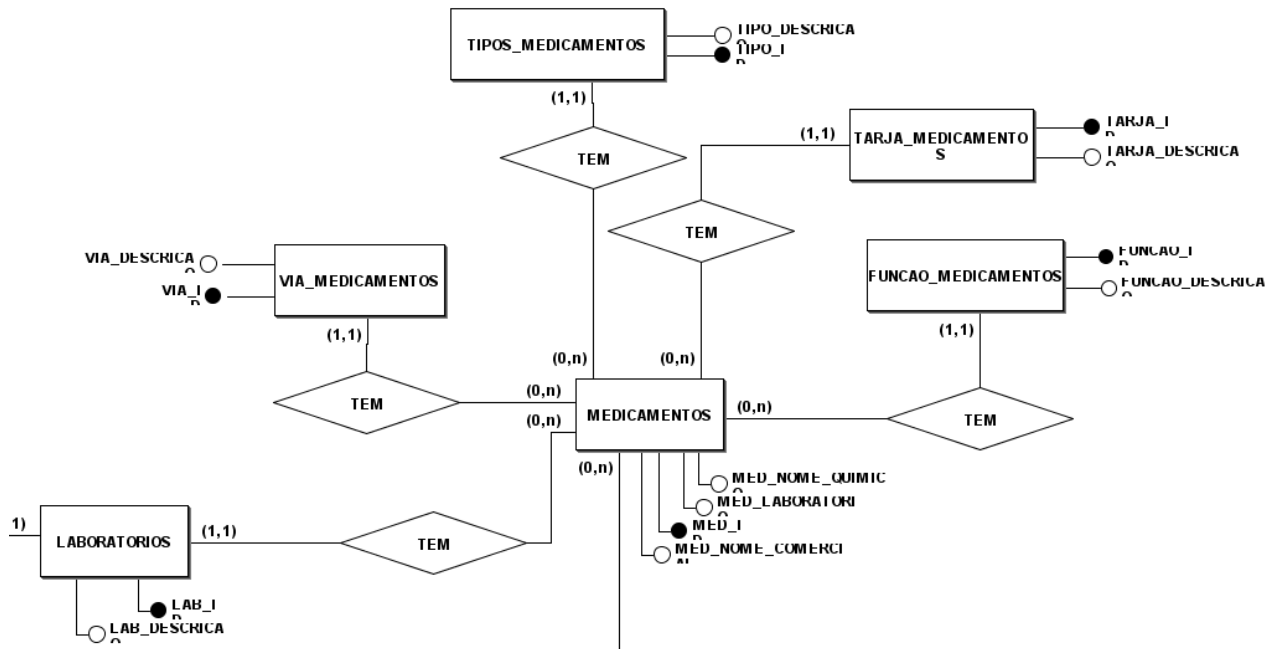 TIPOS_MEDICAMENTOS
TIPO_DESCRICA
O
TIPO_I
D
(1,1)
TEM
TARJA_MEDICAMENTO
S
(1,1)
TARJA_I
D
TARJA_DESCRICA
O
TEM
VIA_DESCRICA
O
VIA_I
D
VIA_MEDICAMENTOS
(1,1)
FUNCAO_MEDICAMENTOS
FUNCAO_I
D
FUNCAO_DESCRICA
O
(1,1)
(0,n)
(0,n)
TEM
(0,n)
(0,n)
MEDICAMENTOS
(0,n)
TEM
(0,n)
MED_NOME_QUIMIC
O
MED_LABORATORI
O
MED_I
D
MED_NOME_COMERCI
AL
1)
LABORATORIOS
(1,1)
TEM
LAB_I
D
LAB_DESCRICA
O